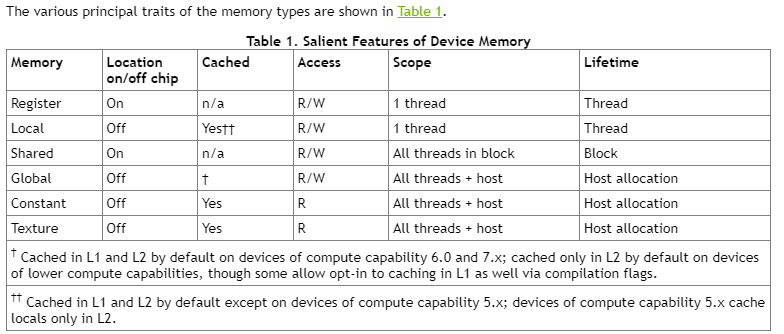 The various principal traits of the memory types are shown in Table 1.
Table 1. Salient Features of Device Memory
Memory Location on/off chip Cached Access Scope Lifetime
Register On n/a R/W 1 thread Thread
Local Off Yes†† R/W 1 thread Thread
Shared On n/a R/W All threads in block Block
Global Off † R/W All threads + host Host allocation
Constant Off Yes R All threads + host Host allocation
Texture Off Yes R All threads + host Host allocation
† Cached in L1 and L2 by default on devices of compute capability 6.0 and 7.x; cached only in L2 by default on devices
of lower compute capabilities, though some allow opt-in to caching in L1 as well via compilation flags.
†† Cached in L1 and L2 by default except on devices of compute capability 5.x; devices of compute capability 5.x cache
locals only in L2.